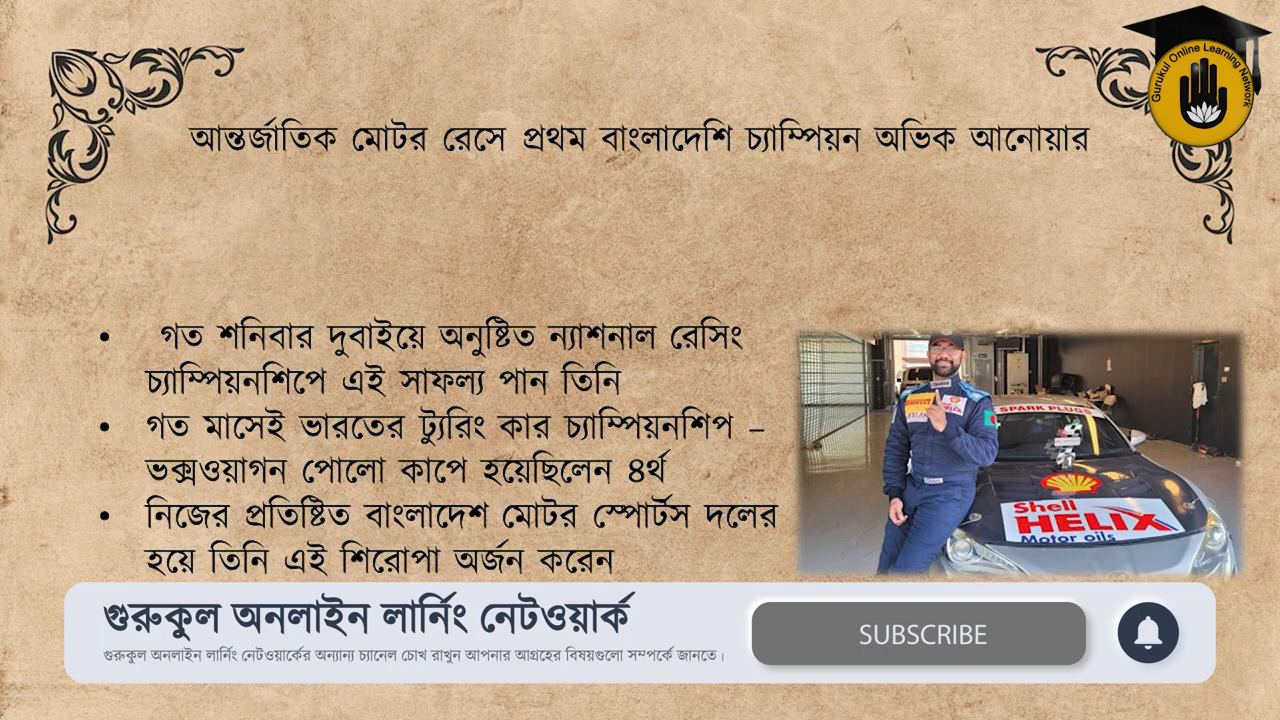 Gurukul Online Learning Network
আন্তর্জাতিক মোটর রেসে প্রথম বাংলাদেশি চ্যাম্পিয়ন অভিক আনোয়ার
• গত শনিবার দুবাইয়ে অনুষ্টিত ন্যাশনাল রেসিং
চ্যাম্পিয়নশিপে এই সাফল্য পান তিনি
• গত মাসেই ভারতের ট্যুরিং কার চ্যাম্পিয়নশিপ –
ভক্সওয়াগন পোলো কাপে হয়েছিলেন ৪র্থ
• নিজের প্রতিষ্টিত বাংলাদেশ মোটর স্পোর্টস দলের
হয়ে তিনি এই শিরোপা অর্জন করেন
SPARK PLUGS
Shell
HELIX
Motor oils
গুরুকুল অনলাইন লার্নিং নেটওয়ার্ক
গুরুকুল অনলাইন লার্নিং নেটওয়ার্কের অন্যান্য চ্যানেল চোখ রাখুন আপনার আগ্রহের বিষয়গুলো সম্পর্কে জানতে।
SUBSCRIBE